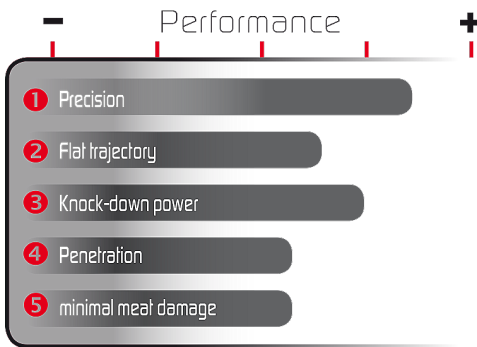 − Performance +
1 Precision
2 Flat trajectory
3 Knock-down power
4 Penetration
5 minimal meat damage